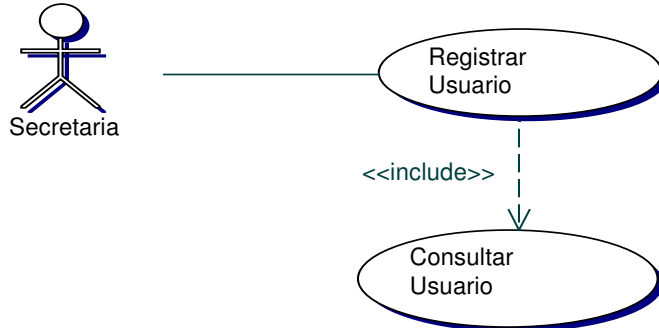 Registrar
Usuario
Secretaria
<<include>>
Consultar
Usuario